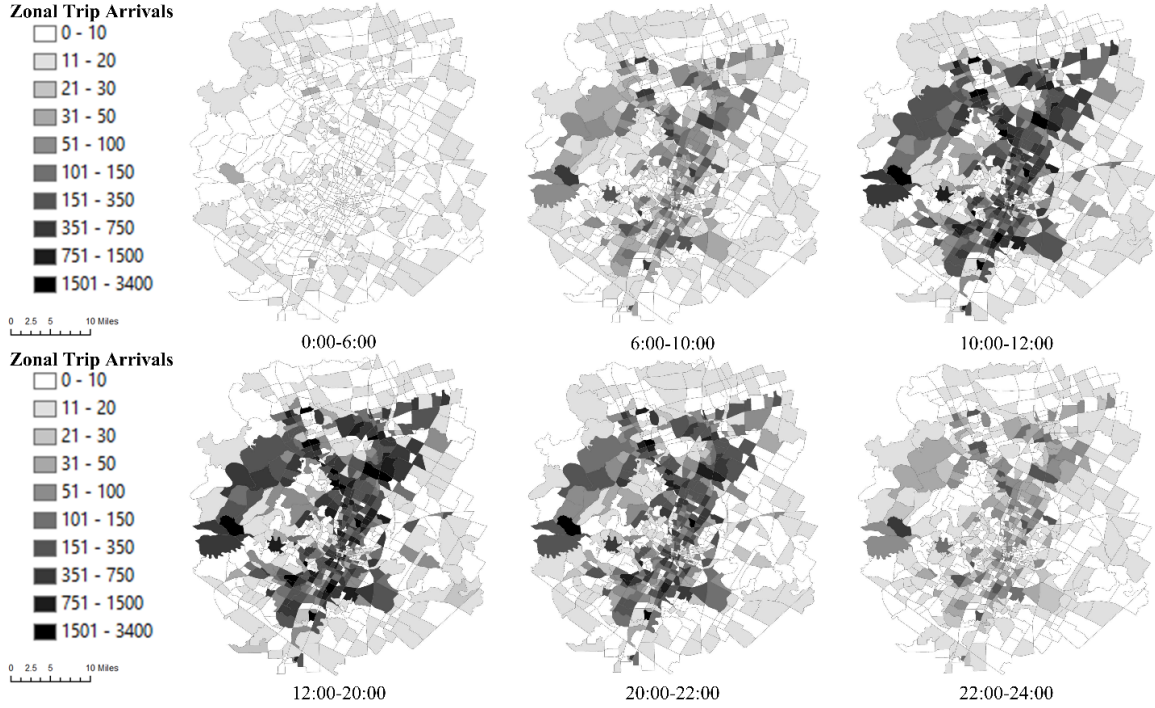 Zonal Trip Arrivals
0 - 10
11 - 20
21 - 30
31 - 50
51 - 100
101 - 150
151 - 350
351 - 750
751 - 1500
1501 - 3400
0 2.5 5 10 Miles
0:00-6:00
6:00-10:00
10:00-12:00
Zonal Trip Arrivals
0 - 10
11 - 20
21 - 30
31 - 50
51 - 100
101 - 150
151 - 350
351 - 750
751 - 1500
1501 - 3400
0 2.5 5 10 Miles
12:00-20:00
20:00-22:00
22:00-24:00